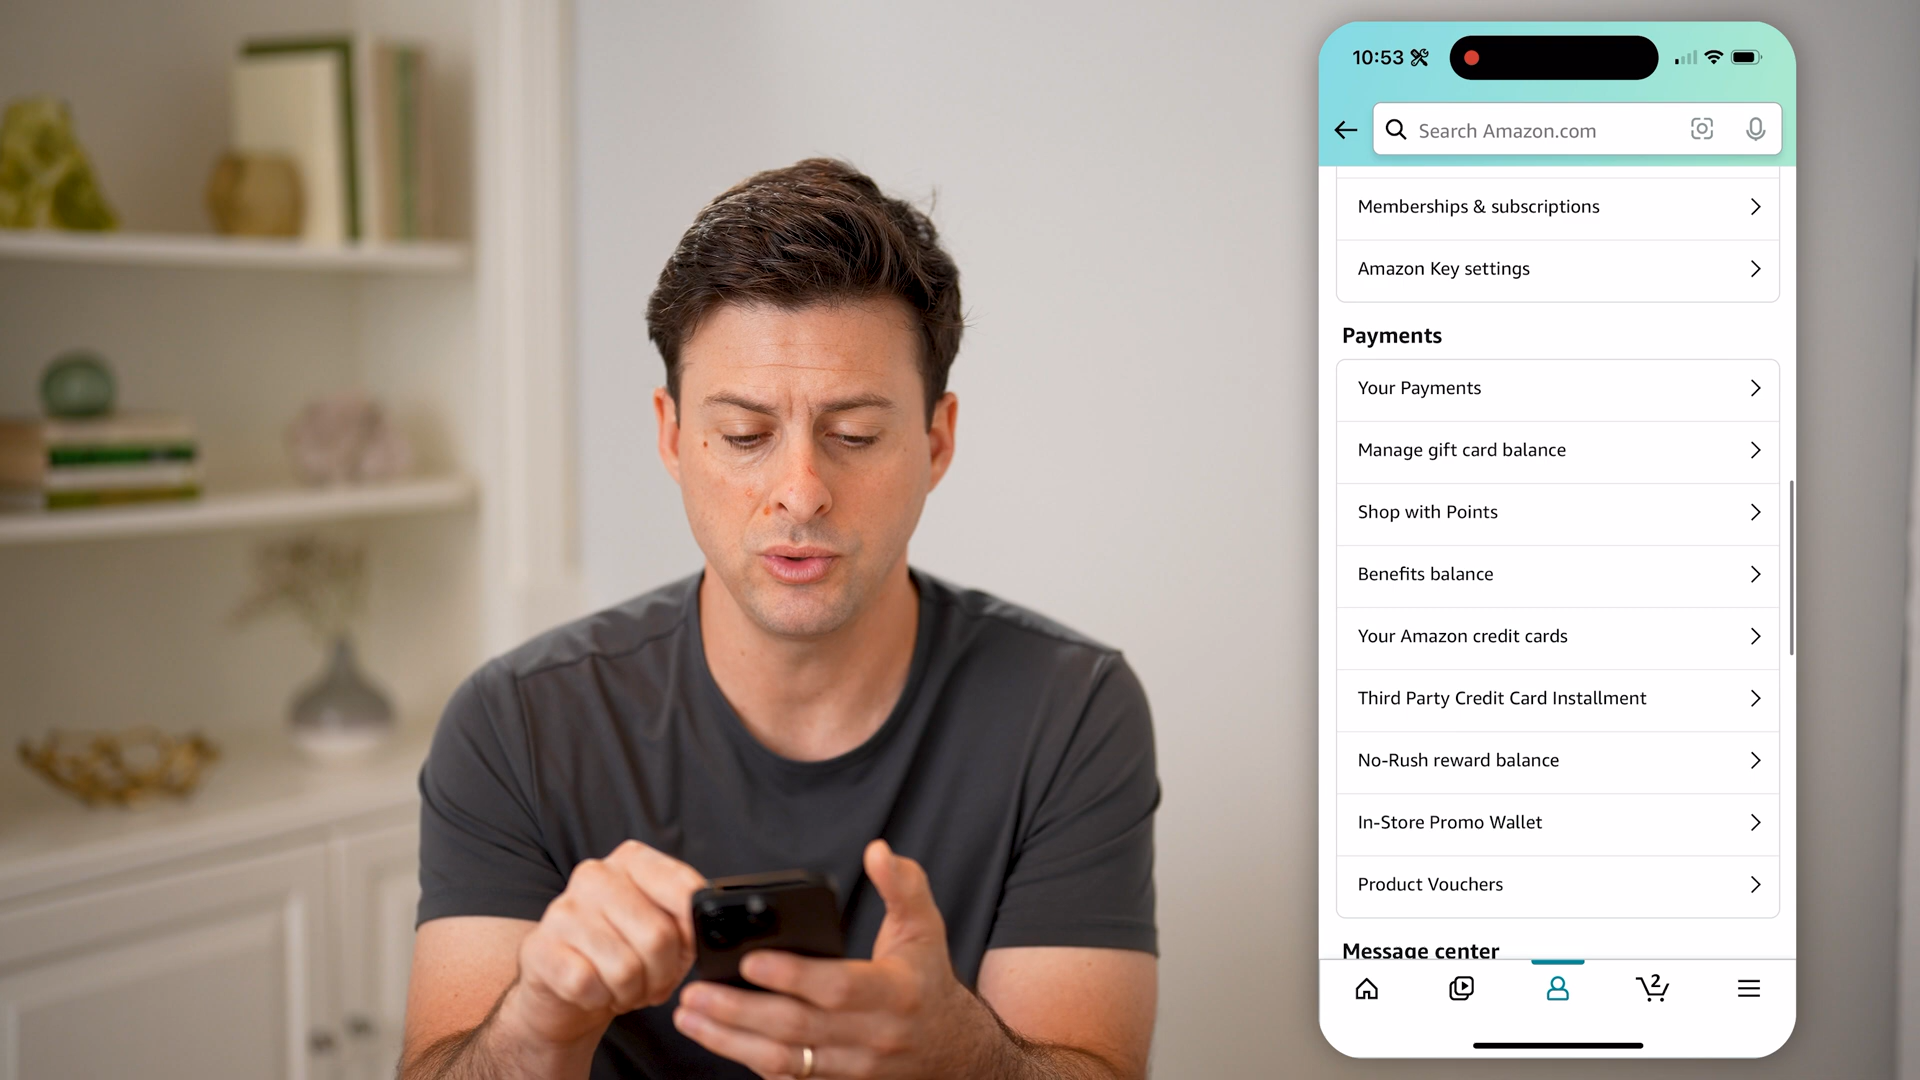 10:53
Search Amazon.com
Memberships & subscriptions
Amazon Key settings
Payments
Your Payments
Manage gift card balance
Shop with Points
Benefits balance
Your Amazon credit cards
Third Party Credit Card Installment
No-Rush reward balance
In-Store Promo Wallet
Product Vouchers
Message center
2